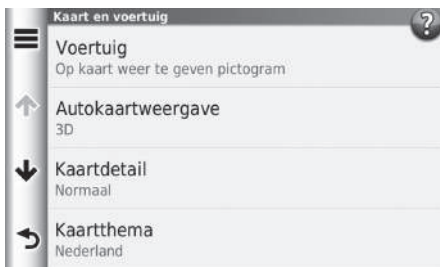 Kaart en voertuig
?
Voertuig
Op kaart weer te geven pictogram
Autokaartweergave
3D
Kaartdetail
Normaal
Kaartthema
Nederland